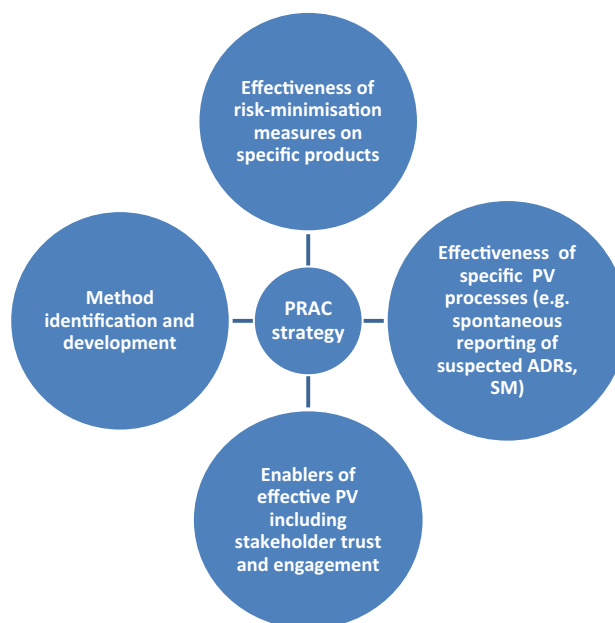 Effectiveness of
risk-minimisation
measures on
specific products
Method
identification and
development
PRAC
strategy
Effectiveness of
specific PV
processes (e.g.
spontaneous
reporting of
suspected ADRs,
SM)
Enablers of
effective PV
including
stakeholder trust
and engagement